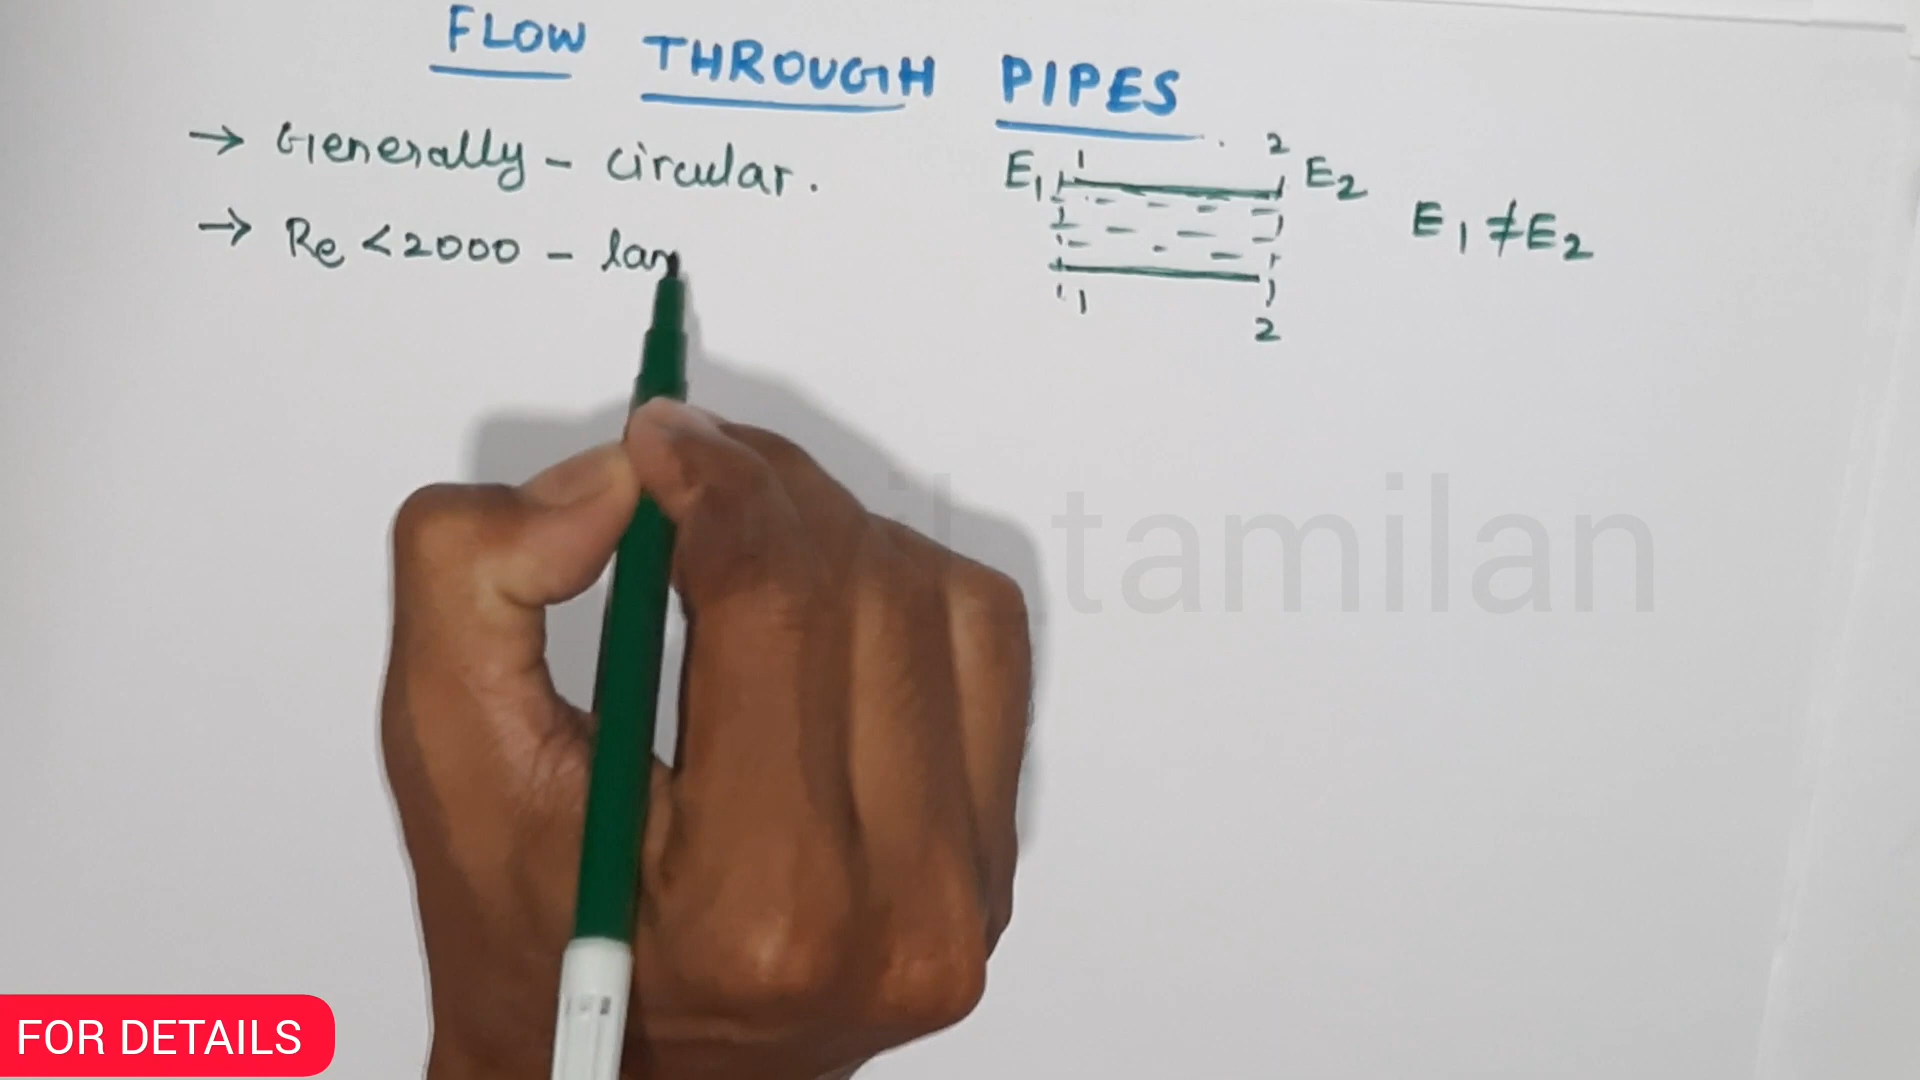 FLOW THROUGH PIPES
→ Generally - circular.
→ Re < 2000 - lam
1 2
E1 E2
E1 ≠ E2
1 2
tamilan
FOR DETAILS